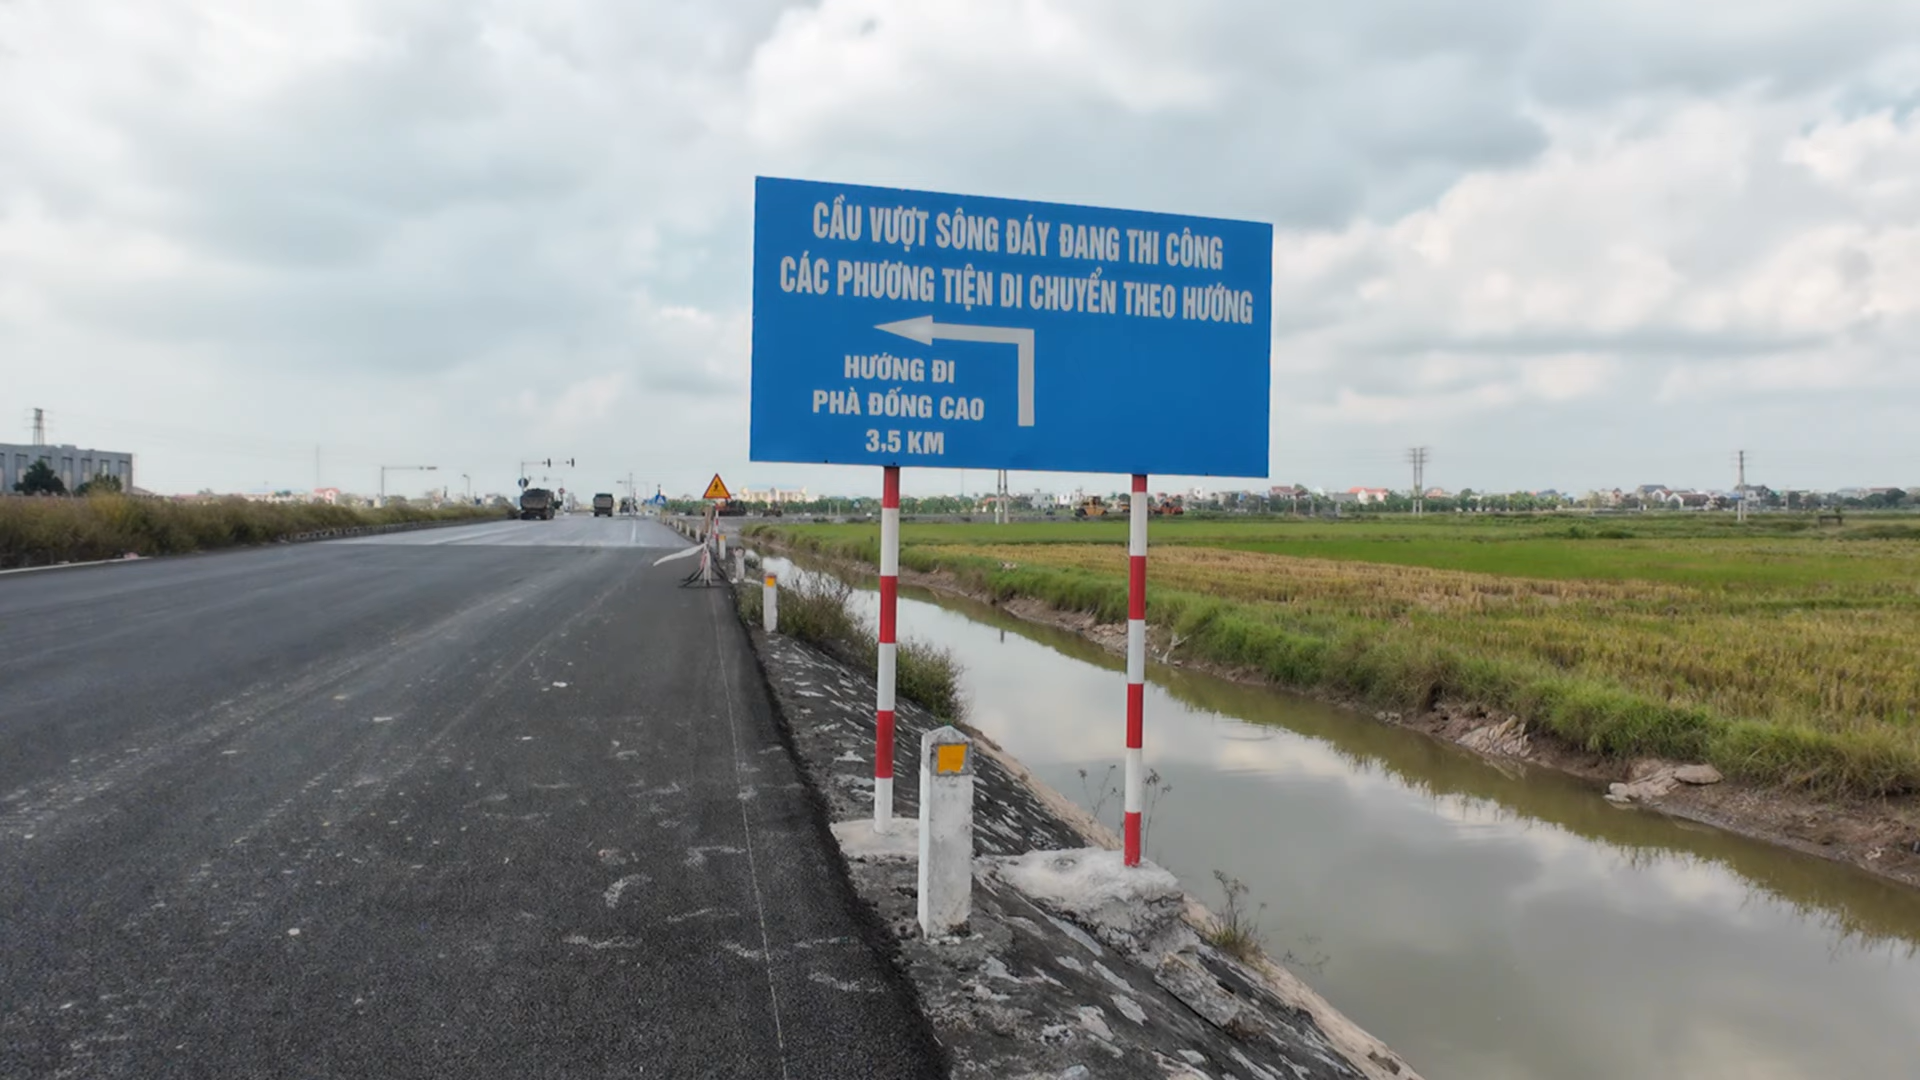 CẦU VƯỢT SÔNG ĐÁY ĐANG THI CÔNG
CÁC PHƯƠNG TIỆN DI CHUYỂN THEO HƯỚNG
HƯỚNG ĐI
PHÀ ĐỐNG CAO
3,5 KM